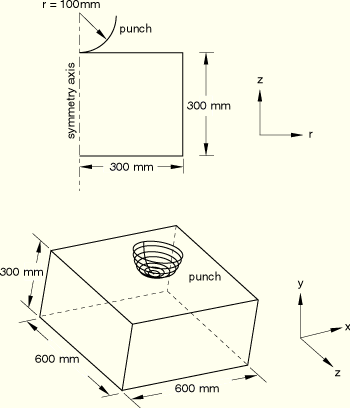 r = 100mm
punch
symmetry axis
300 mm
300 mm
z
r
punch
300 mm
600 mm
600 mm
y
x
z